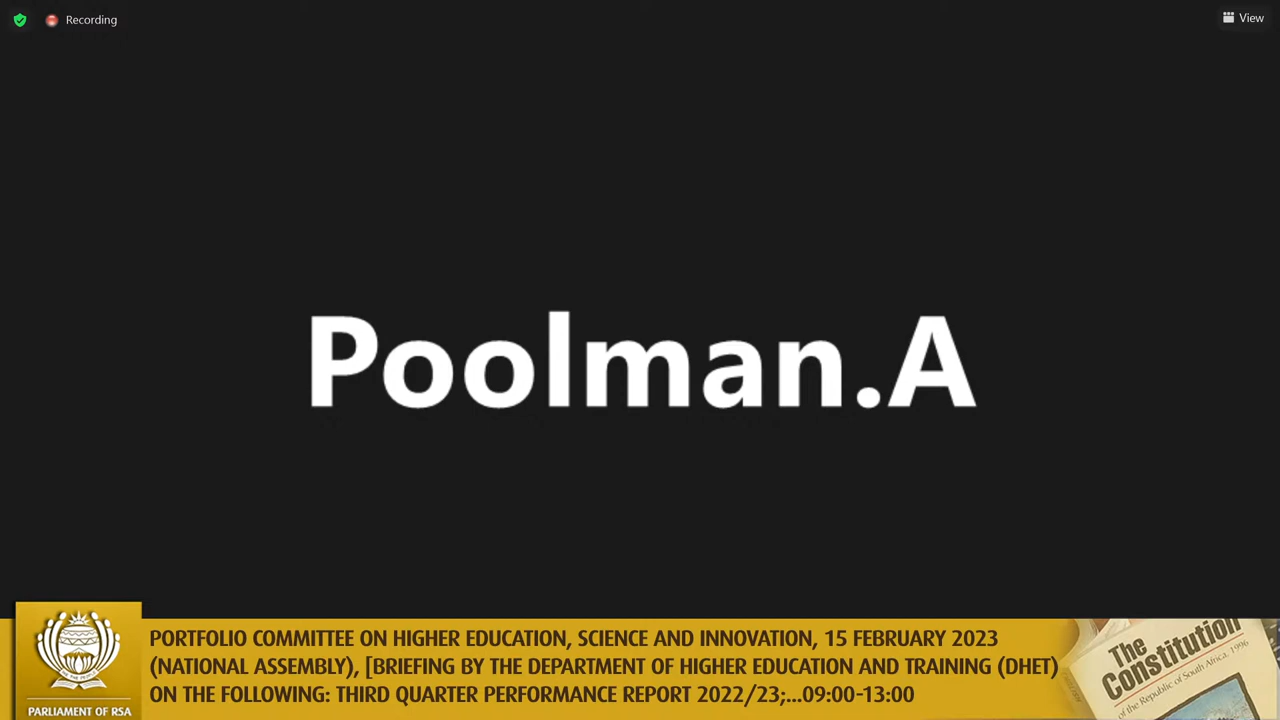 Recording
View
Poolman.A
PORTFOLIO COMMITTEE ON HIGHER EDUCATION, SCIENCE AND INNOVATION, 15 FEBRUARY 2023
(NATIONAL ASSEMBLY), [BRIEFING BY THE DEPARTMENT OF HIGHER EDUCATION AND TRAINING (DHET)
ON THE FOLLOWING: THIRD QUARTER PERFORMANCE REPORT 2022/23;...09:00-13:00
PARLIAMENT OF RSA
The
Constitution
of the Republic of South Africa, 1996